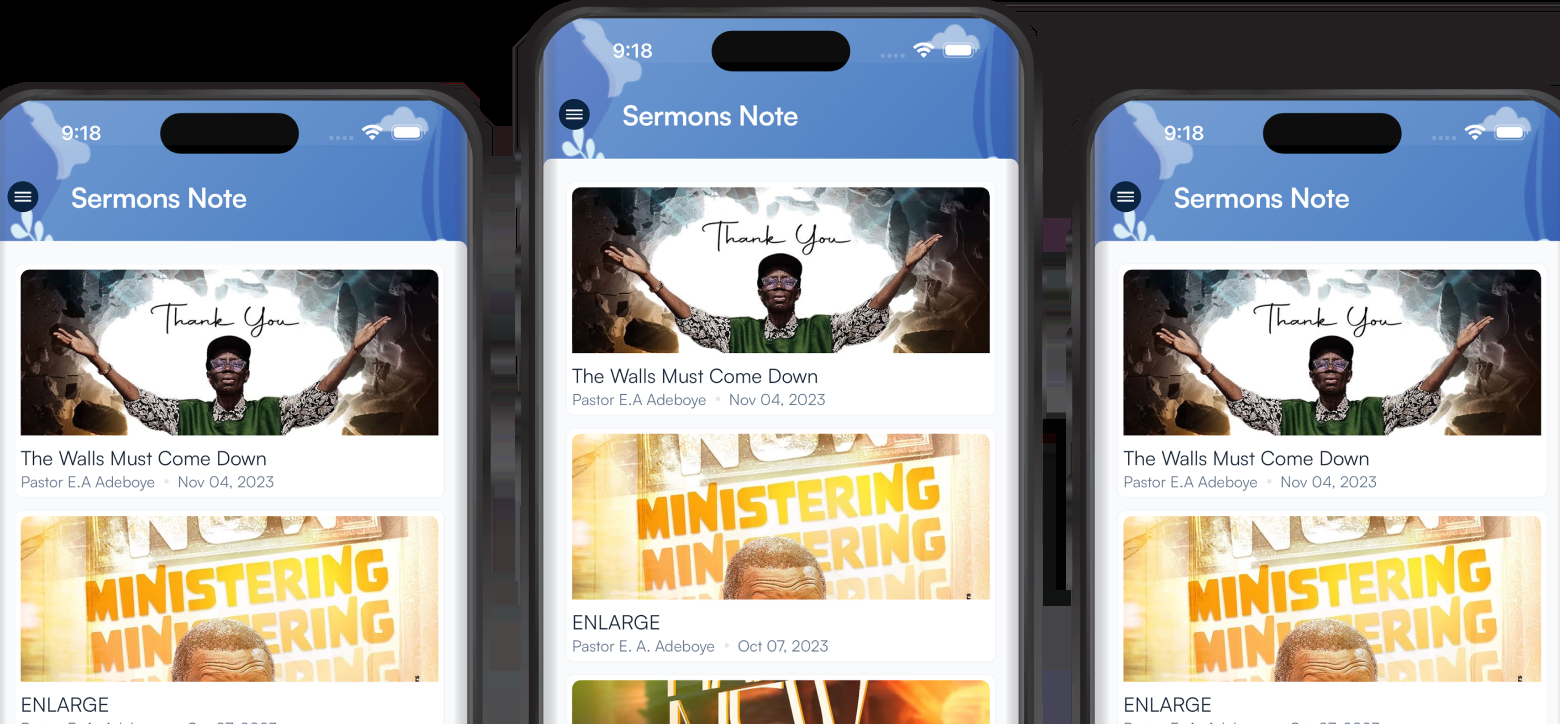 9:18
Sermons Note
Thank You
The Walls Must Come Down
Pastor E.A Adeboye • Nov 04, 2023
NOW
MINISTERING
MINISTERING
ENLARGE
9:18
Sermons Note
Thank You
The Walls Must Come Down
Pastor E.A Adeboye • Nov 04, 2023
NOW
MINISTERING
MINISTERING
ENLARGE
Pastor E. A. Adeboye • Oct 07, 2023
9:18
Sermons Note
Thank You
The Walls Must Come Down
Pastor E.A Adeboye • Nov 04, 2023
NOW
MINISTERING
MINISTERING
ENLARGE